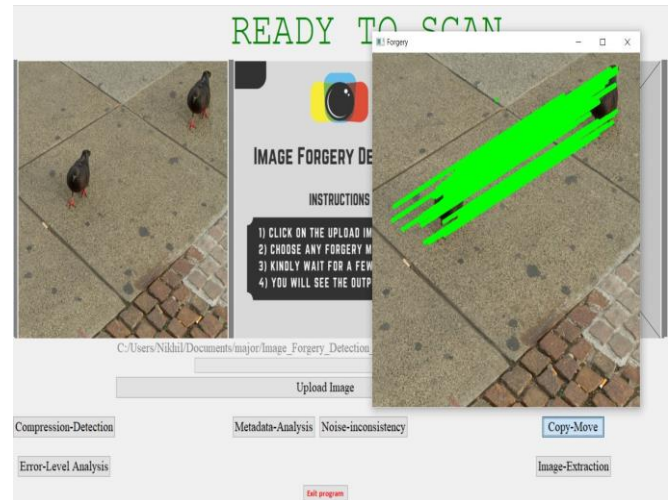 READY TO SCAN
Forgery
IMAGE FORGERY DE
INSTRUCTIONS
1) CLICK ON THE UPLOAD IM
2) CHOOSE ANY FORGERY M
3) KINDLY WAIT FOR A FEW
4) YOU WILL SEE THE OUTP
C:/Users/Nikhil/Documents/major/Image_Forgery_Detection_
Upload Image
Compression-Detection Metadata-Analysis Noise-inconsistency Copy-Move
Error-Level Analysis Image-Extraction
Exit program